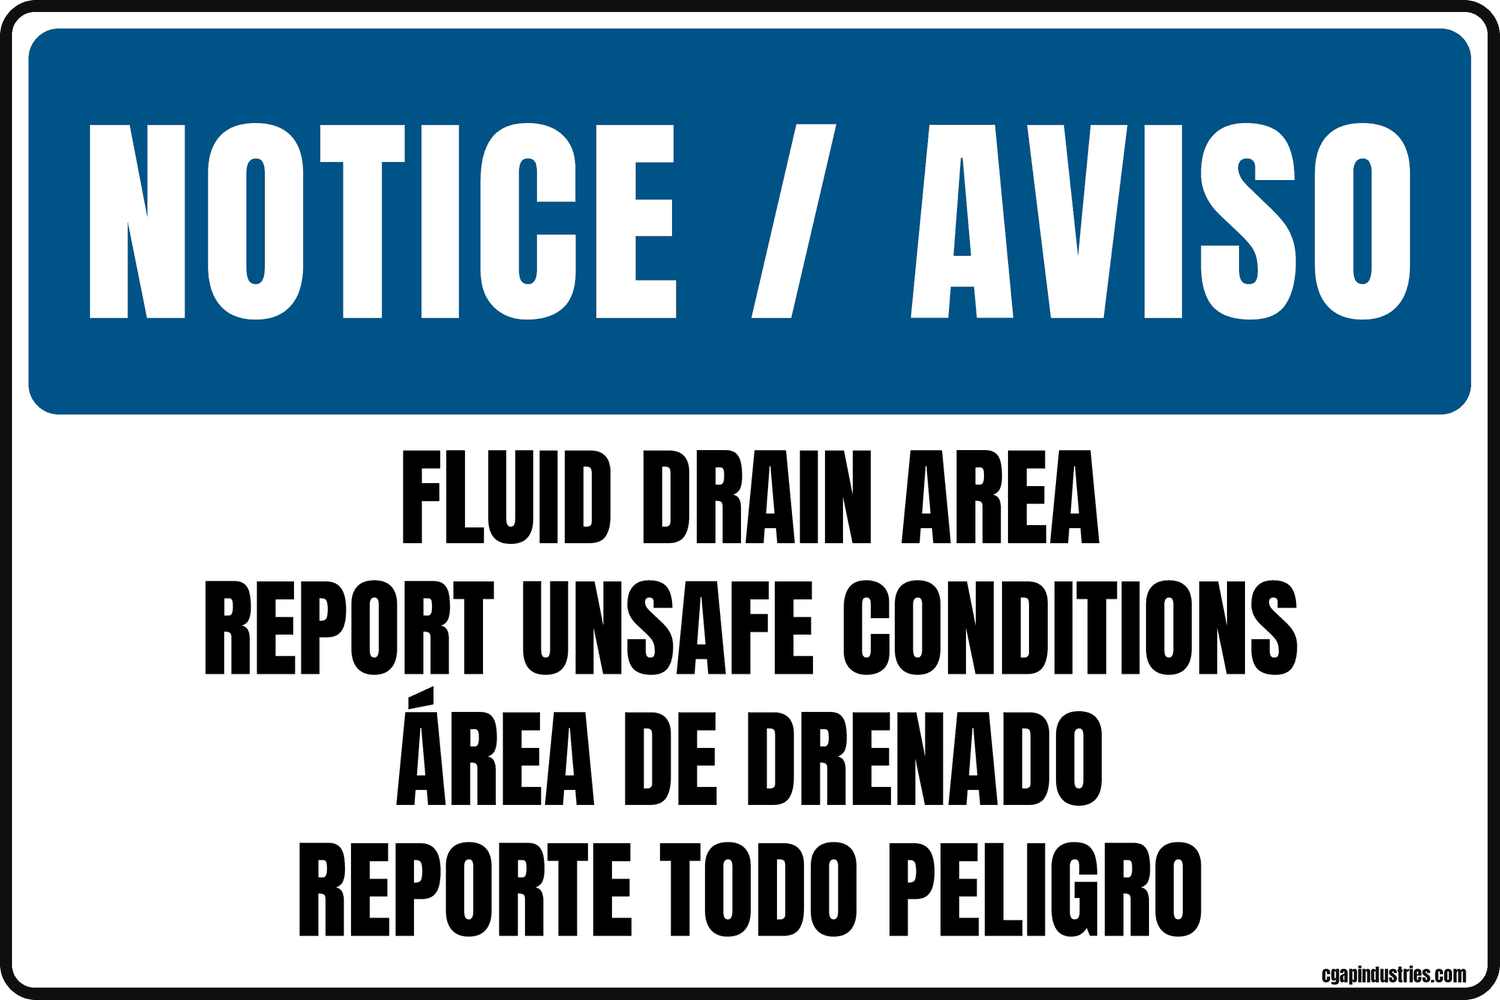 NOTICE / AVISO
FLUID DRAIN AREA
REPORT UNSAFE CONDITIONS
ÁREA DE DRENADO
REPORTE TODO PELIGRO
cgapindustries.com